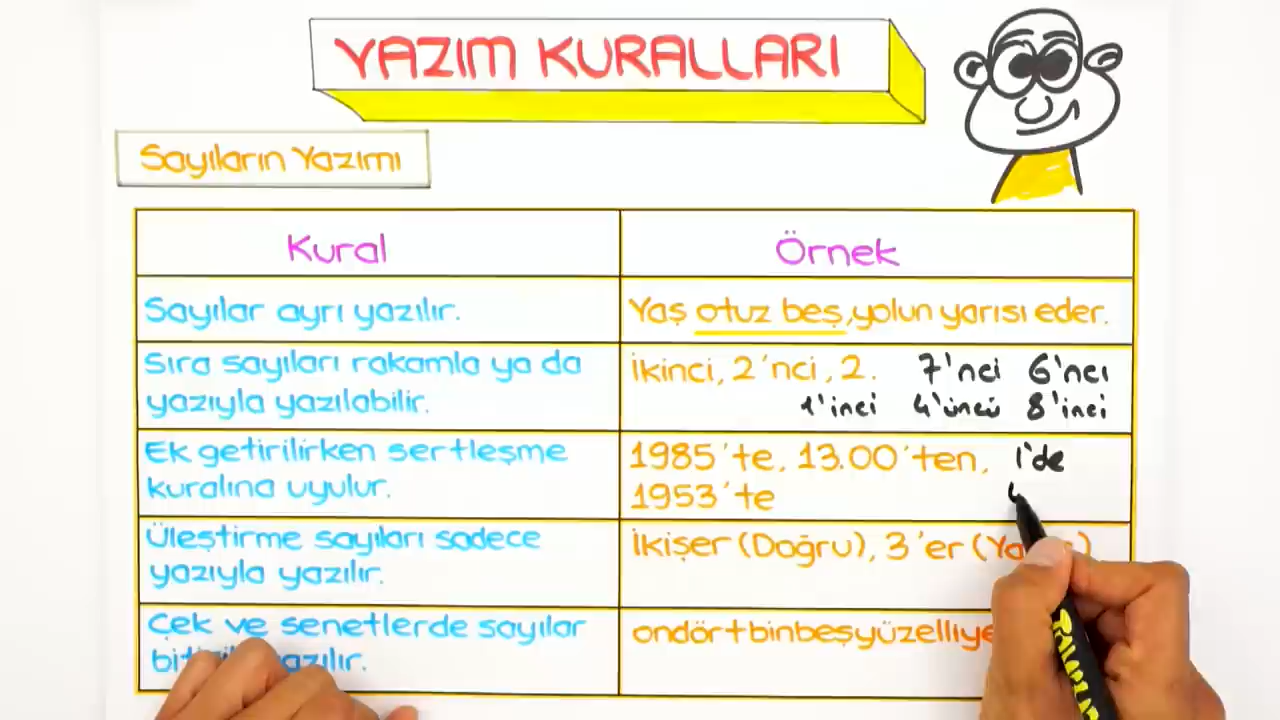 YAZIM KURALLARI
Sayıların Yazımı
Kural
Örnek
Sayılar ayrı yazılır.
Yaş otuz beş,yolun yarısı eder.
Sıra sayıları rakamla ya da
yazıyla yazılabilir.
İkinci, 2'nci, 2. 7'nci 6'ncı
1'inci 4'üncü 8'inci
Ek getirilirken sertleşme
kuralına uyulur.
1985'te, 13.00'ten, 1'de
1953'te
Üleştirme sayıları sadece
yazıyla yazılır.
İkişer (Doğru), 3'er
Çek ve senetlerde sayılar